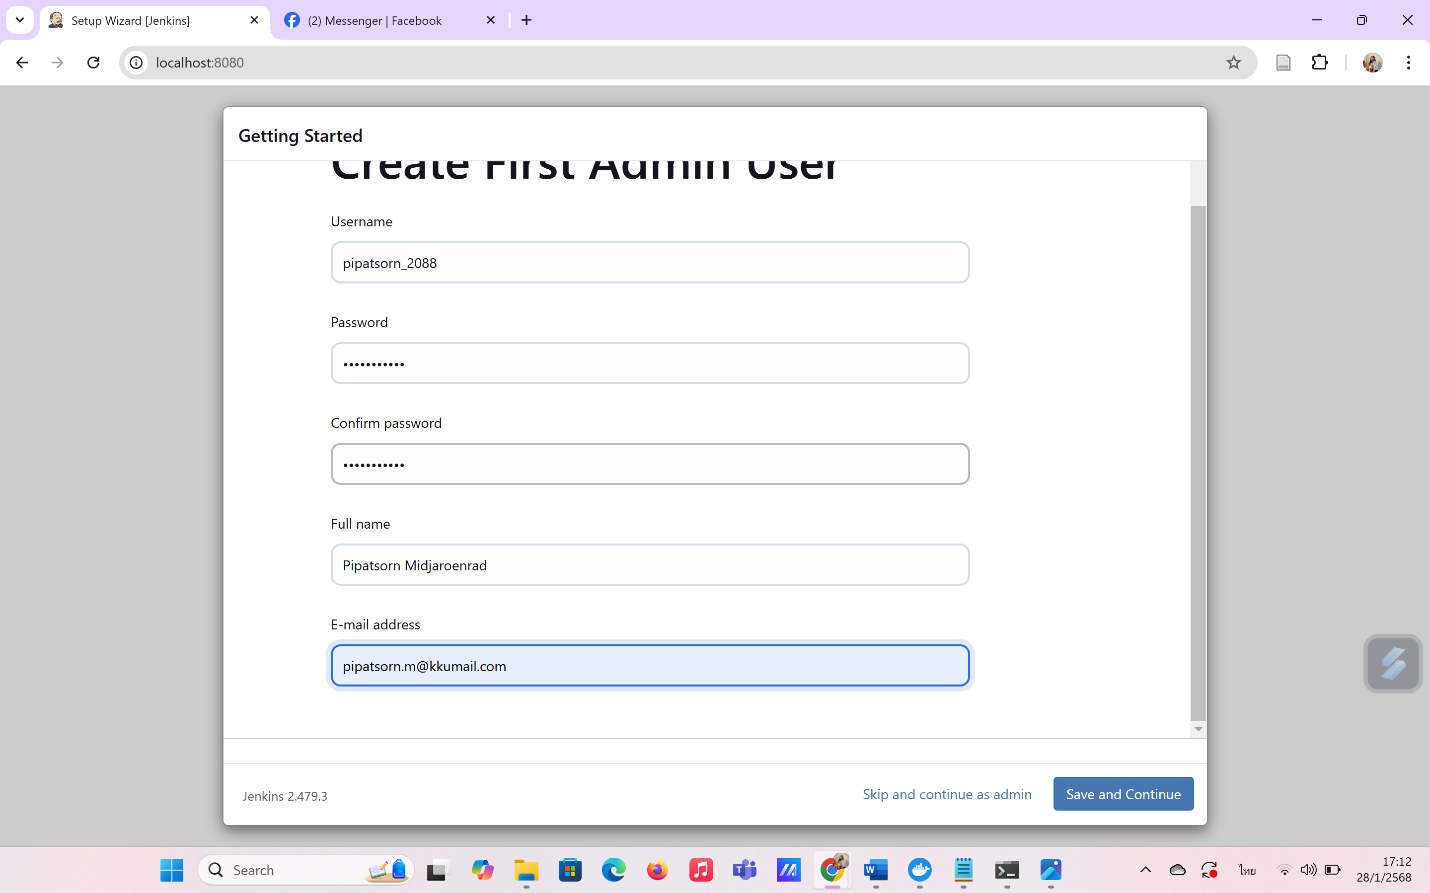 Setup Wizard [Jenkins]
(2) Messenger | Facebook
localhost:8080
Getting Started
Create First Admin User
Username
pipatsorn_2088
Password
•••••••••••
Confirm password
•••••••••••
Full name
Pipatsorn Midjaroenrad
E-mail address
pipatsorn.m@kkumail.com
Jenkins 2.479.3
Skip and continue as admin
Save and Continue
Search
ไทย
17:12
28/1/2568